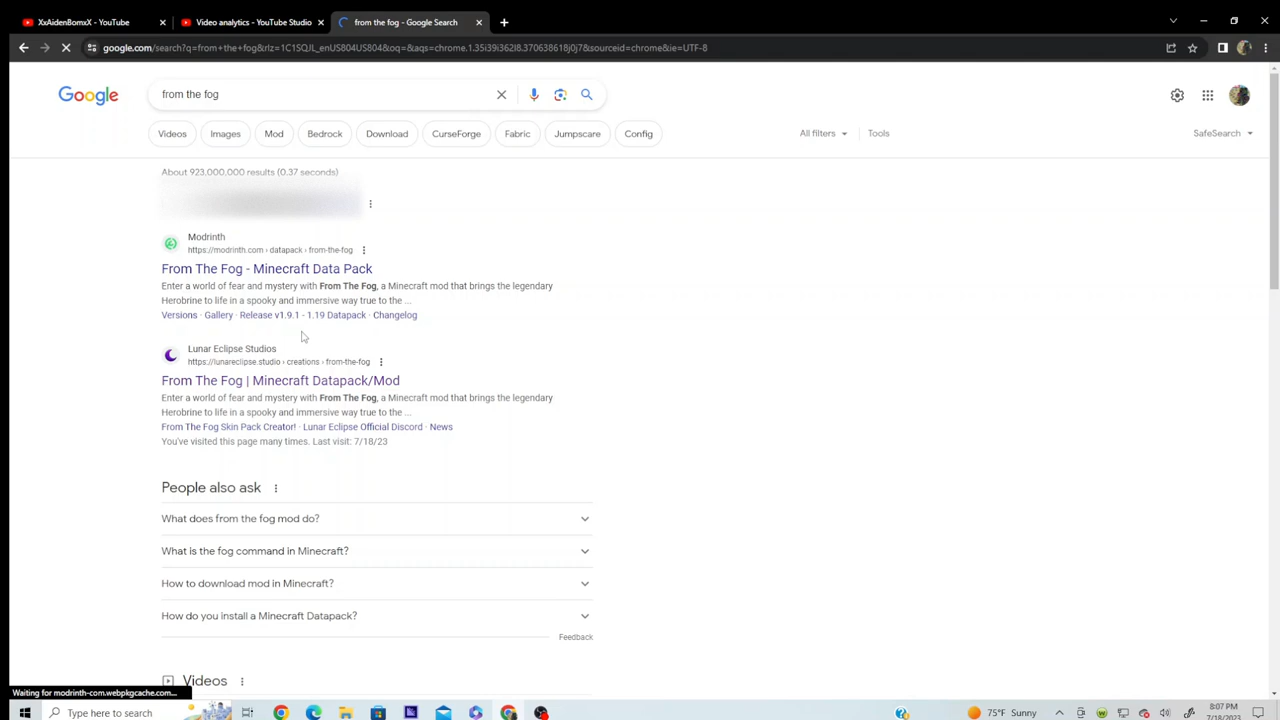 XxAidenBomxX - YouTube
Video analytics - YouTube Studio
from the fog - Google Search
google.com/search?q=from+the+fog&rlz=1C1SQJL_enUS804US804&oq=&aqs=chrome.1.35i39i362l8.370638618j0j7&sourceid=chrome&ie=UTF-8
Google
from the fog
Videos
Images
Mod
Bedrock
Download
CurseForge
Fabric
Jumpscare
Config
All filters
Tools
SafeSearch
About 923,000,000 results (0.37 seconds)
Modrinth
https://modrinth.com › datapack › from-the-fog
From The Fog - Minecraft Data Pack
Enter a world of fear and mystery with From The Fog, a Minecraft mod that brings the legendary
Herobrine to life in a spooky and immersive way true to the ...
Versions · Gallery · Release v1.9.1 - 1.19 Datapack · Changelog
Lunar Eclipse Studios
https://lunareclipse.studio › creations › from-the-fog
From The Fog | Minecraft Datapack/Mod
Enter a world of fear and mystery with From The Fog, a Minecraft mod that brings the legendary
Herobrine to life in a spooky and immersive way true to the ...
From The Fog Skin Pack Creator! · Lunar Eclipse Official Discord · News
You've visited this page many times. Last visit: 7/18/23
People also ask
What does from the fog mod do?
What is the fog command in Minecraft?
How to download mod in Minecraft?
How do you install a Minecraft Datapack?
Feedback
Videos
Waiting for modrinth-com.webpkgcache.com...
Type here to search
75°F Sunny
8:07 PM
7/18/2023